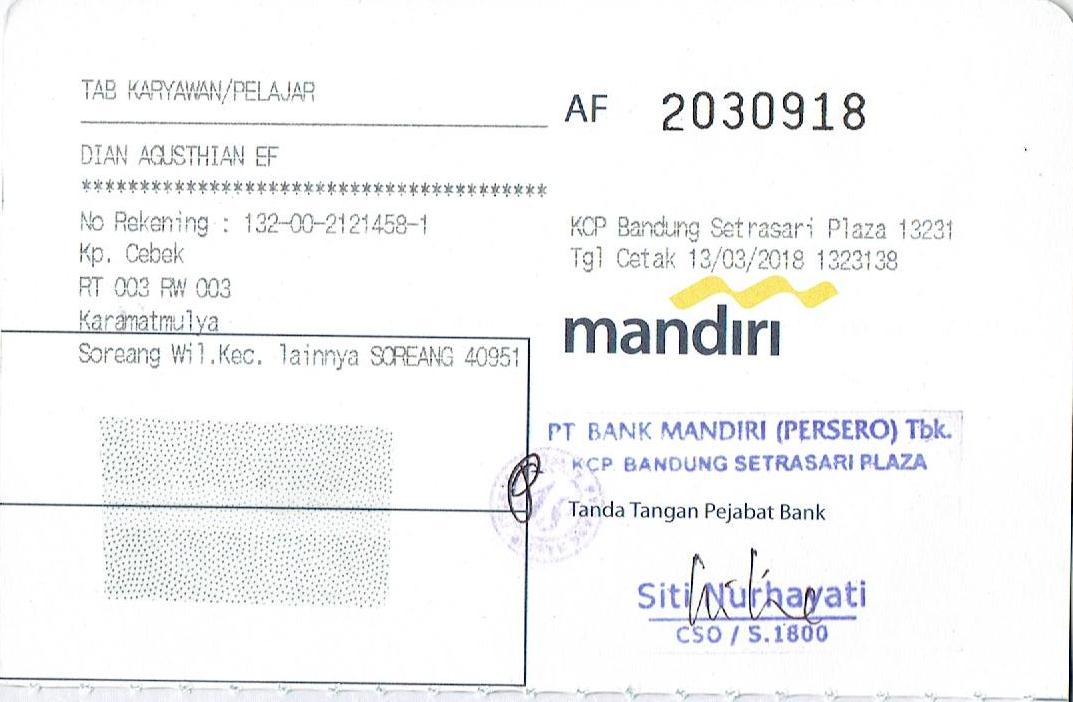 TAB KARYAWAN/PELAJAR
AF 2030918
DIAN AGUSTHIAN EF
****************************************
No Rekening : 132-00-2121458-1
Kp. Cebek
RT 003 RW 003
Karamatmulya
Soreang Wil.Kec. lainnya SOREANG 40951
KCP Bandung Setrasari Plaza 13231
Tgl Cetak 13/03/2018 1323138
mandiri
PT BANK MANDIRI (PERSERO) Tbk.
KCP BANDUNG SETRASARI PLAZA
Tanda Tangan Pejabat Bank
Siti Nurhayati
CSO / S.1800